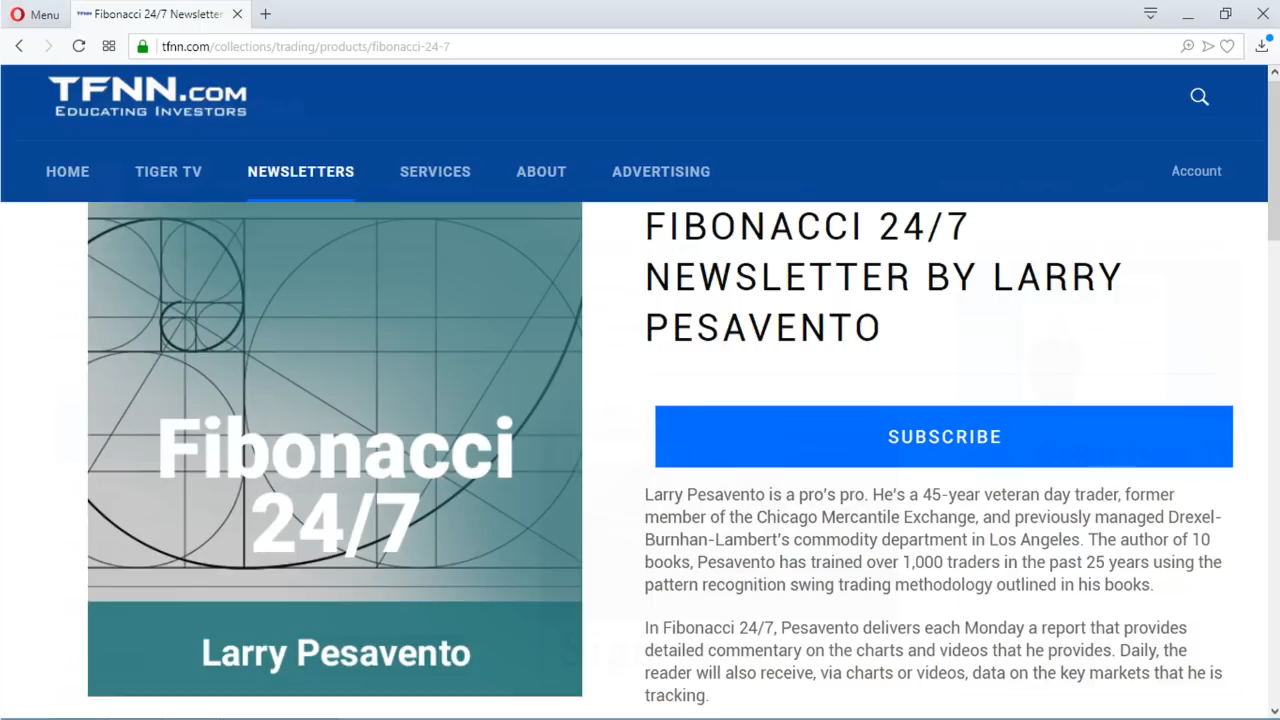 Menu
Fibonacci 24/7 Newsletter
tfnn.com/collections/trading/products/fibonacci-24-7
TFNN.COM
EDUCATING INVESTORS
HOME TIGER TV NEWSLETTERS SERVICES ABOUT ADVERTISING Account
Fibonacci
24/7
Larry Pesavento
FIBONACCI 24/7
NEWSLETTER BY LARRY
PESAVENTO
SUBSCRIBE
Larry Pesavento is a pro's pro. He's a 45-year veteran day trader, former
member of the Chicago Mercantile Exchange, and previously managed Drexel-
Burnhan-Lambert's commodity department in Los Angeles. The author of 10
books, Pesavento has trained over 1,000 traders in the past 25 years using the
pattern recognition swing trading methodology outlined in his books.
In Fibonacci 24/7, Pesavento delivers each Monday a report that provides
detailed commentary on the charts and videos that he provides. Daily, the
reader will also receive, via charts or videos, data on the key markets that he is
tracking.